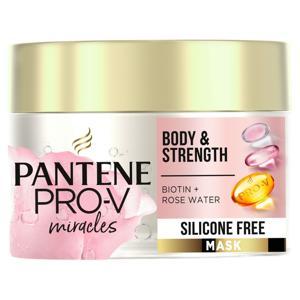 PANTENE
PRO-V
miracles
BODY &
STRENGTH
BIOTIN +
ROSE WATER
PRO-V
SILICONE FREE
MASK